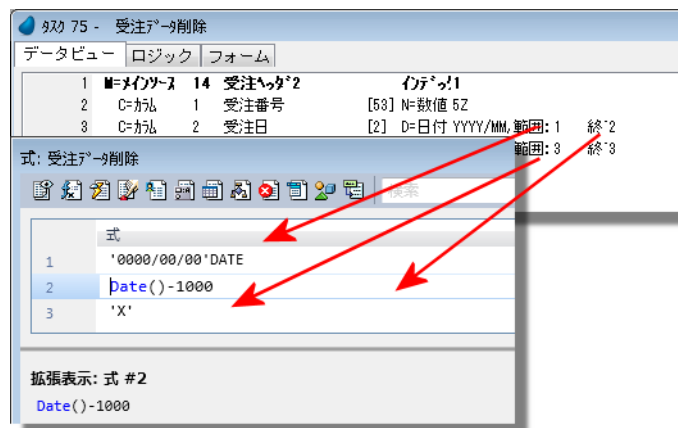 タスク 75 - 受注ﾃﾞｰﾀ削除
データビュー ロジック フォーム
1 M=ﾒｲﾝｿｰｽ 14 受注ﾍｯﾀﾞ2 ｲﾝﾃﾞｯｸｽ:1
2 C=ｶﾗﾑ 1 受注番号 [53] N=数値 5Z
3 C=ｶﾗﾑ 2 受注日 [2] D=日付 YYYY/MM, 範囲: 1 終: 2
範囲: 3 終: 3
式: 受注ﾃﾞｰﾀ削除
検索
式
1 '0000/00/00'DATE
2 Date()-1000
3 'X'
拡張表示: 式 #2
Date()-1000